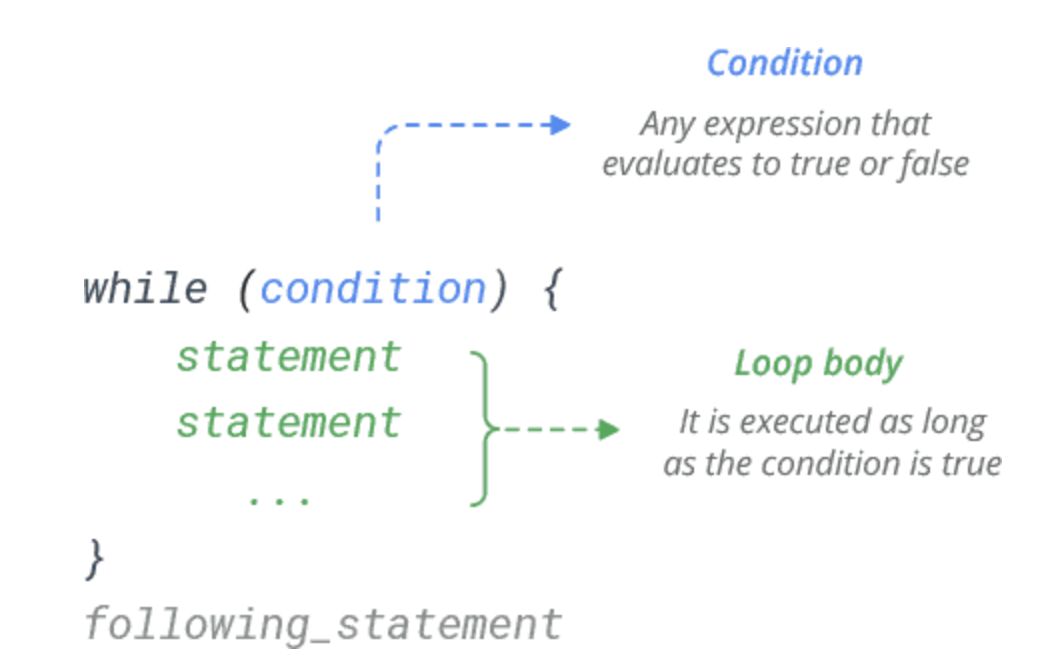 Condition
Any expression that
evaluates to true or false
while (condition) {
statement
statement
...
}
following_statement
Loop body
It is executed as long
as the condition is true